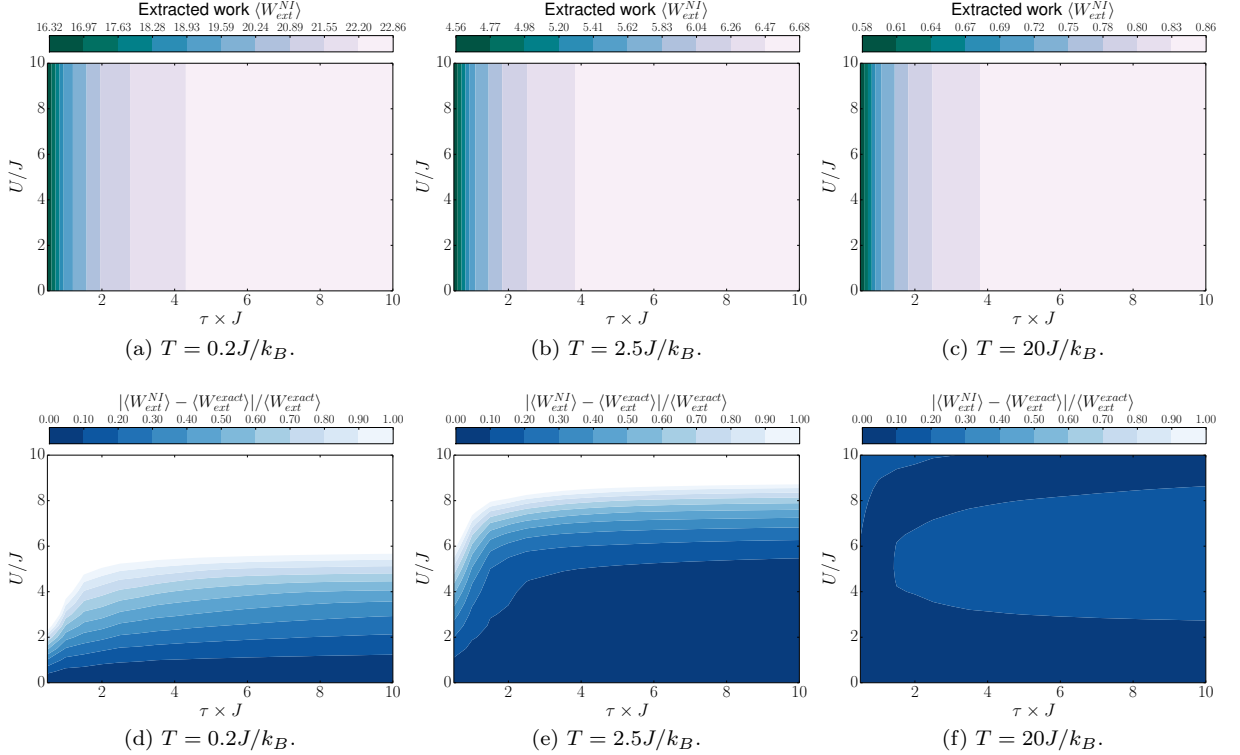 Extracted work ⟨W_ext^NI⟩ Extracted work ⟨W_ext^NI⟩ Extracted work ⟨W_ext^NI⟩
16.32 16.97 17.63 18.28 18.93 19.59 20.24 20.89 21.55 22.20 22.86 4.56 4.77 4.98 5.20 5.41 5.62 5.83 6.04 6.26 6.47 6.68 0.58 0.61 0.64 0.67 0.69 0.72 0.75 0.78 0.80 0.83 0.86
10 10 10
8 8 8
6 6 6
U/J U/J U/J
4 4 4
2 2 2
0 0 0
2 4 6 8 10 2 4 6 8 10 2 4 6 8 10
τ × J τ × J τ × J
(a) T = 0.2J/k_B. (b) T = 2.5J/k_B. (c) T = 20J/k_B.
|⟨W_ext^NI⟩ − ⟨W_ext^exact⟩|/⟨W_ext^exact⟩ |⟨W_ext^NI⟩ − ⟨W_ext^exact⟩|/⟨W_ext^exact⟩ |⟨W_ext^NI⟩ − ⟨W_ext^exact⟩|/⟨W_ext^exact⟩
0.00 0.10 0.20 0.30 0.40 0.50 0.60 0.70 0.80 0.90 1.00 0.00 0.10 0.20 0.30 0.40 0.50 0.60 0.70 0.80 0.90 1.00 0.00 0.10 0.20 0.30 0.40 0.50 0.60 0.70 0.80 0.90 1.00
10 10 10
8 8 8
6 6 6
U/J U/J U/J
4 4 4
2 2 2
0 0 0
2 4 6 8 10 2 4 6 8 10 2 4 6 8 10
τ × J τ × J τ × J
(d) T = 0.2J/k_B. (e) T = 2.5J/k_B. (f) T = 20J/k_B.